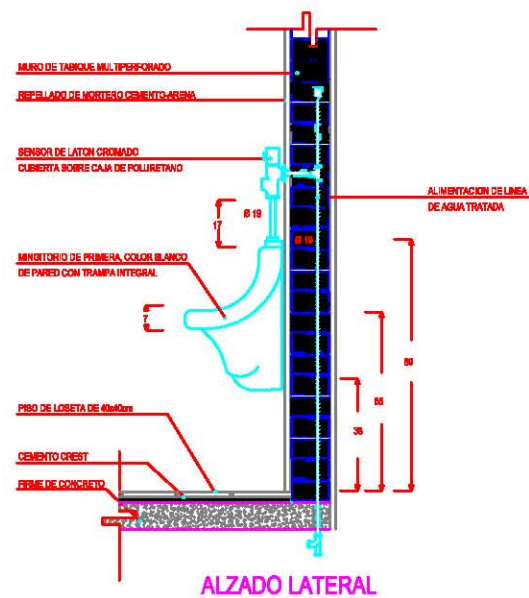 MURO DE TABIQUE MULTIPERFORADO
REPELLADO DE MORTERO CEMENTO-ARENA
SENSOR DE LATON CROMADO
CUBIERTA SOBRE CAJA DE POLIURETANO
ALIMENTACION DE LINEA
DE AGUA TRATADA
17
Ø 19
Ø 19
MINGITORIO DE PRIMERA, COLOR BLANCO
DE PARED CON TRAMPA INTEGRAL
7
55
36
PISO DE LOSETA DE 40x40cm
CEMENTO CREST
FIRME DE CONCRETO
ALZADO LATERAL